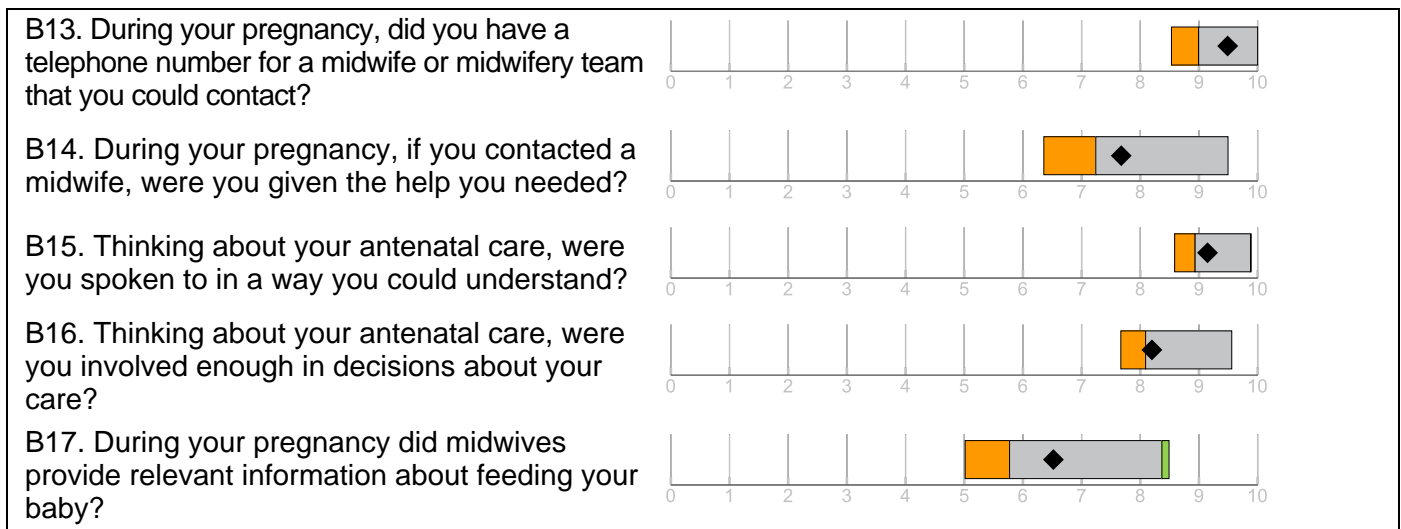 B13. During your pregnancy, did you have a
telephone number for a midwife or midwifery team
that you could contact?
0 1 2 3 4 5 6 7 8 9 10
B14. During your pregnancy, if you contacted a
midwife, were you given the help you needed?
0 1 2 3 4 5 6 7 8 9 10
B15. Thinking about your antenatal care, were
you spoken to in a way you could understand?
0 1 2 3 4 5 6 7 8 9 10
B16. Thinking about your antenatal care, were
you involved enough in decisions about your
care?
0 1 2 3 4 5 6 7 8 9 10
B17. During your pregnancy did midwives
provide relevant information about feeding your
baby?
0 1 2 3 4 5 6 7 8 9 10